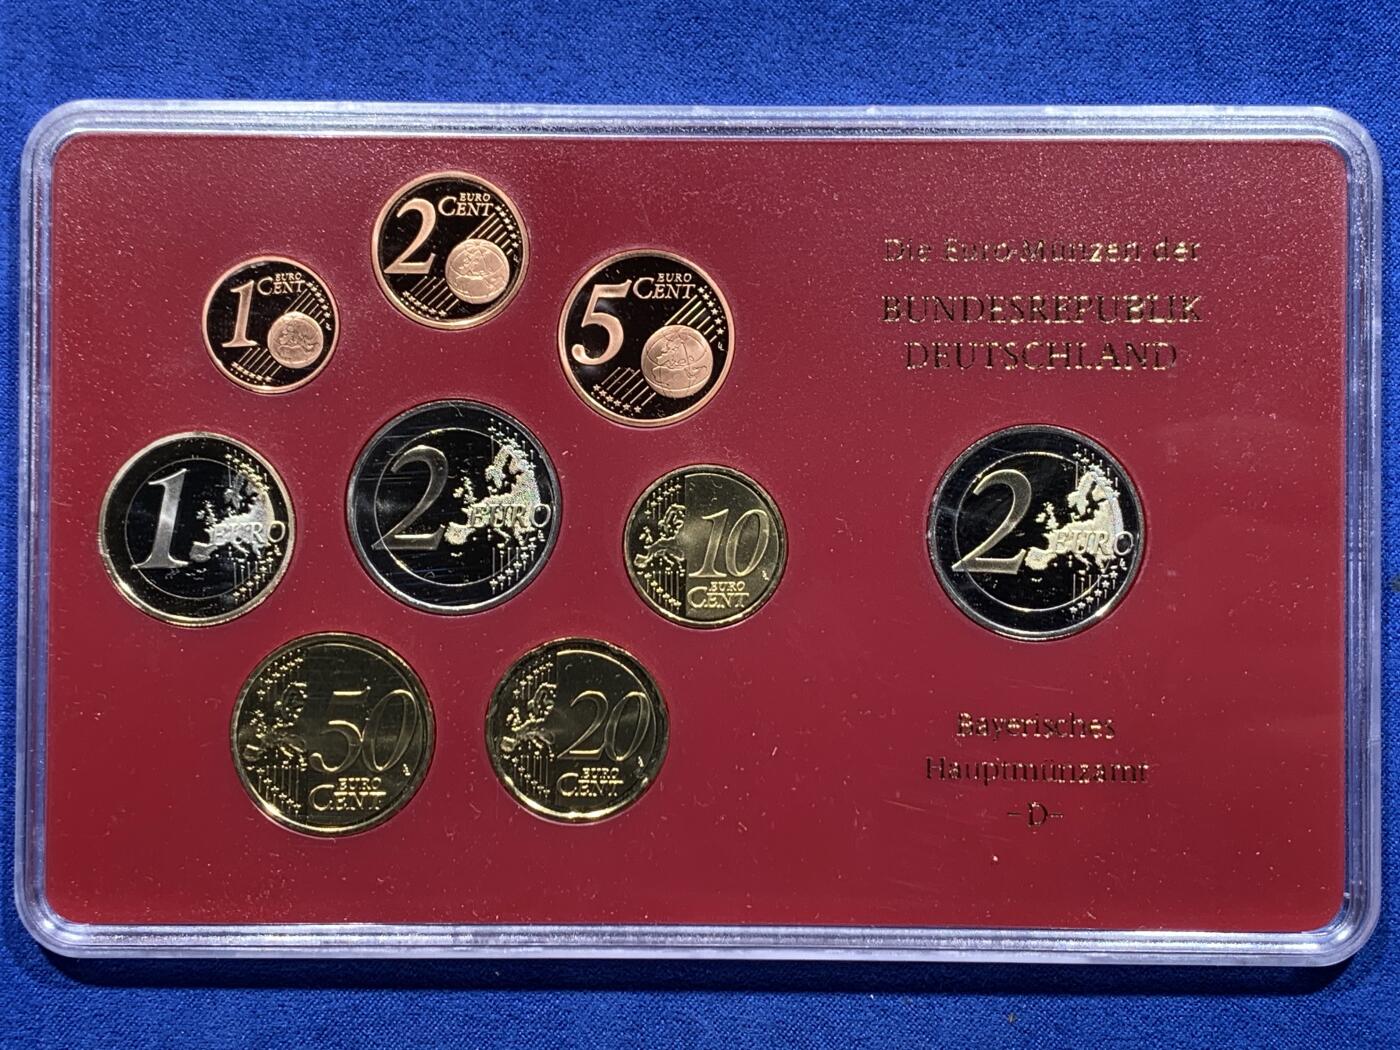 2 EURO
CENT
1 EURO
CENT
5 EURO
CENT
Die Euro-Münzen der
BUNDESREPUBLIK
DEUTSCHLAND
1 EURO
2 EURO
10
EURO
CENT
2 EURO
50
EURO
CENT
20
EURO
CENT
Bayerisches
Hauptmünzamt
-D-